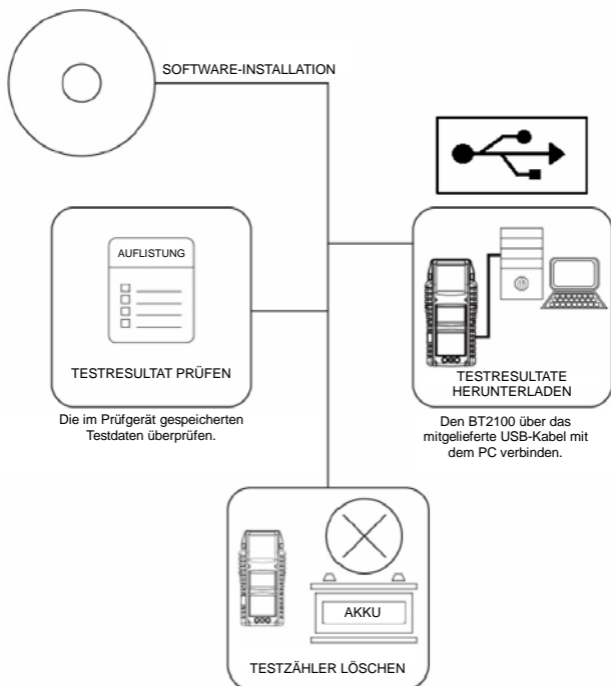 SOFTWARE-INSTALLATION
AUFLISTUNG
TESTRESULTAT PRÜFEN
Die im Prüfgerät gespeicherten
Testdaten überprüfen.
TESTRESULTATE
HERUNTERLADEN
Den BT2100 über das
mitgelieferte USB-Kabel mit
dem PC verbinden.
AKKU
TESTZÄHLER LÖSCHEN